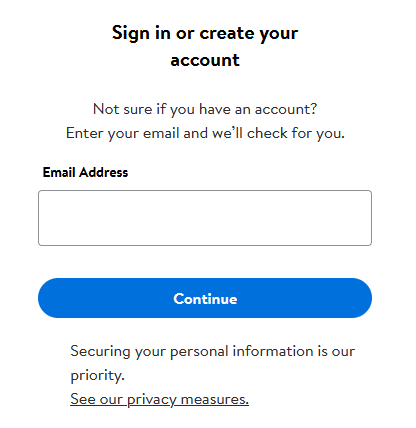 Sign in or create your
account
Not sure if you have an account?
Enter your email and we’ll check for you.
Email Address
Continue
Securing your personal information is our
priority.
See our privacy measures.